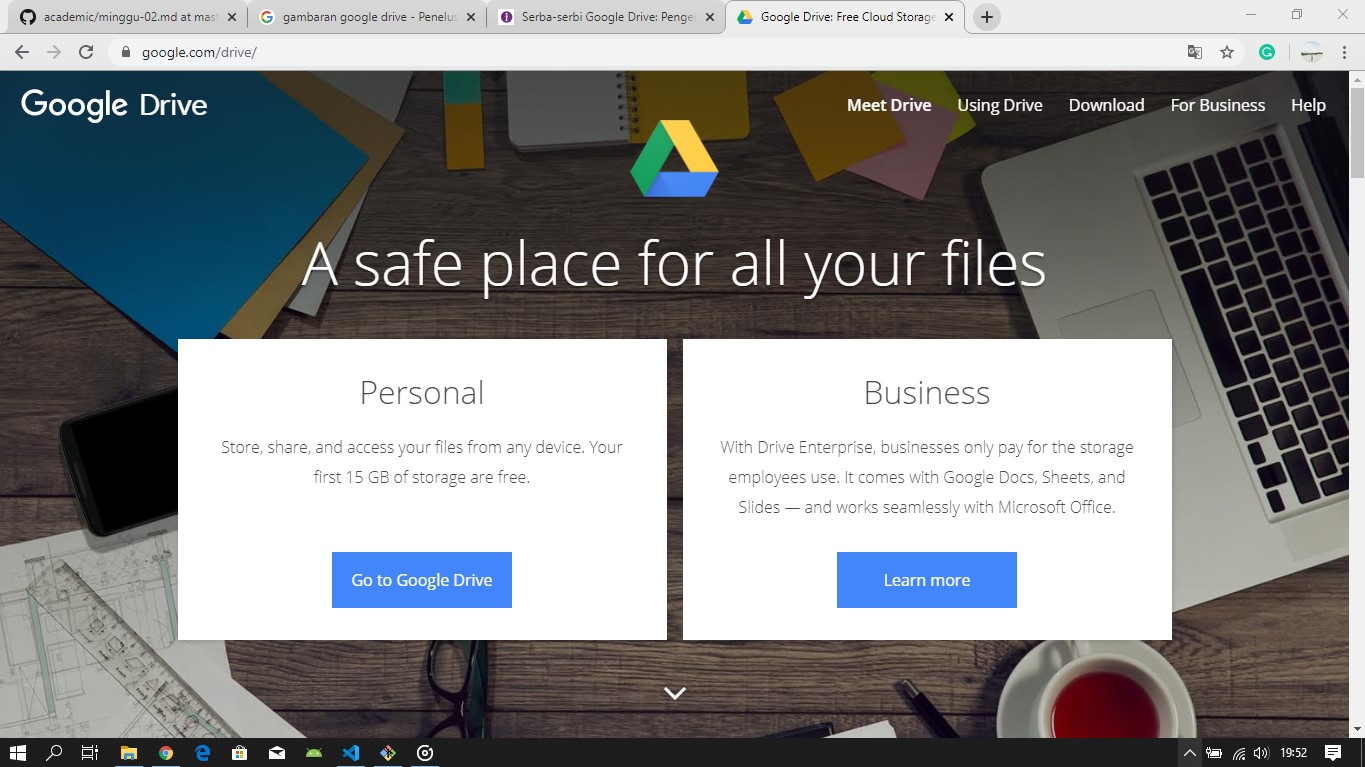 academic/minggu-02.md at mast
gambaran google drive - Penelus
Serba-serbi Google Drive: Penger
Google Drive: Free Cloud Storage
google.com/drive/
Google Drive
Meet Drive
Using Drive
Download
For Business
Help
A safe place for all your files
Personal
Store, share, and access your files from any device. Your
first 15 GB of storage are free.
Go to Google Drive
Business
With Drive Enterprise, businesses only pay for the storage
employees use. It comes with Google Docs, Sheets, and
Slides — and works seamlessly with Microsoft Office.
Learn more
19:52